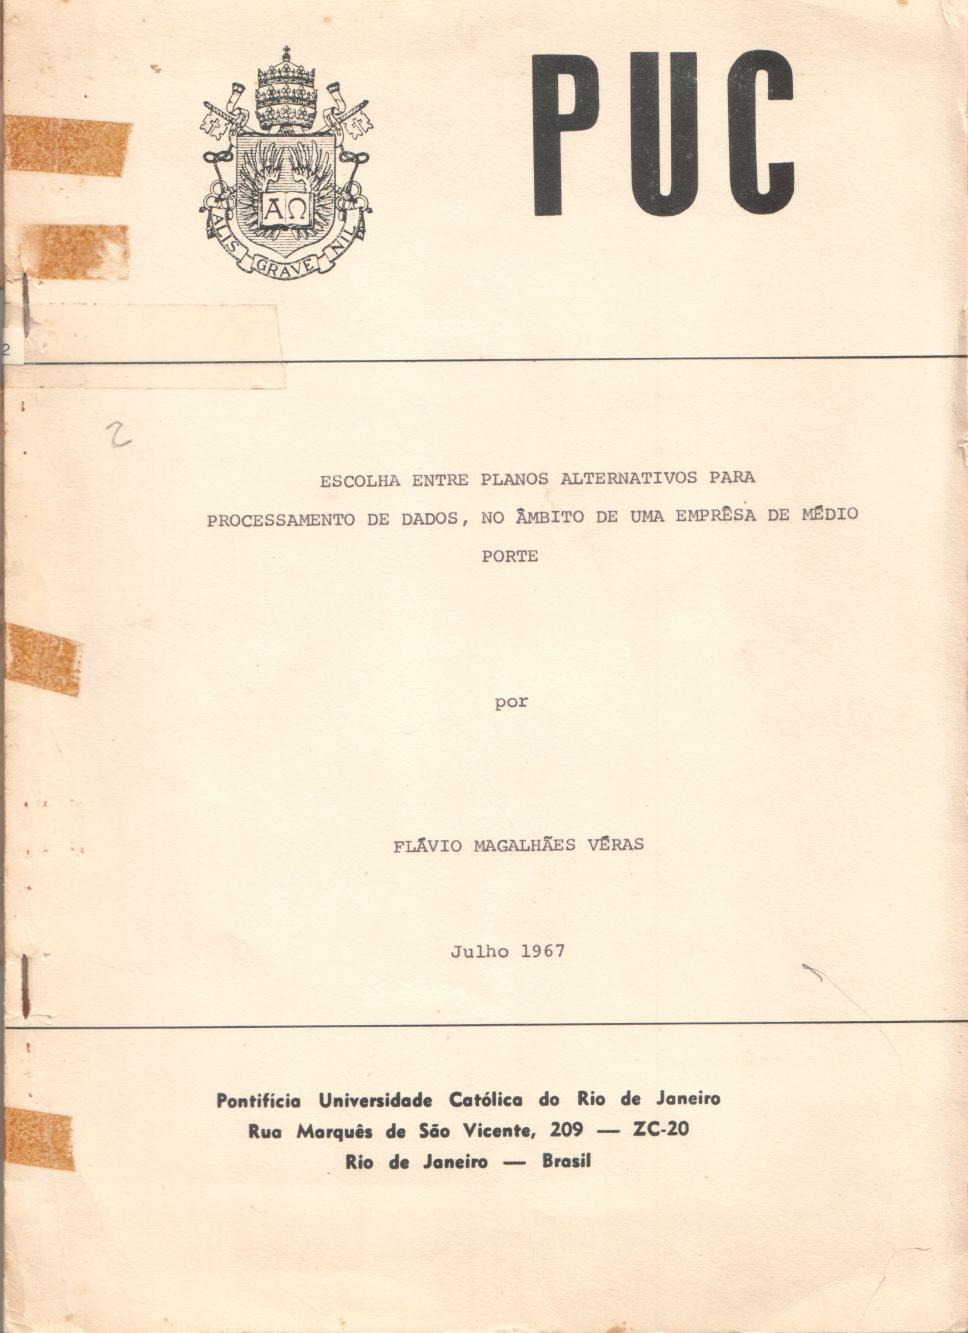 PUC
ΑΩ
ALIS GRAVE NIL
2
2
ESCOLHA ENTRE PLANOS ALTERNATIVOS PARA
PROCESSAMENTO DE DADOS, NO ÂMBITO DE UMA EMPRÊSA DE MÉDIO
PORTE
por
FLÁVIO MAGALHÃES VÉRAS
Julho 1967
Pontifícia Universidade Católica do Rio de Janeiro
Rua Marquês de São Vicente, 209 — ZC-20
Rio de Janeiro — Brasil